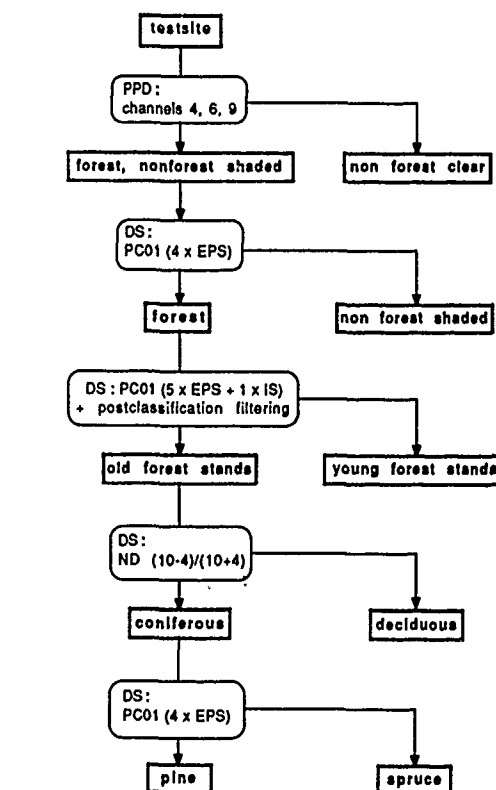 testsite
PPD:
channels 4, 6, 9
forest, nonforest shaded
non forest clear
DS:
PC01 (4 x EPS)
forest
non forest shaded
DS: PC01 (5 x EPS + 1 x IS)
+ postclassification filtering
old forest stands
young forest stands
DS:
ND (10-4)/(10+4)
coniferous
deciduous
DS:
PC01 (4 x EPS)
pine
spruce